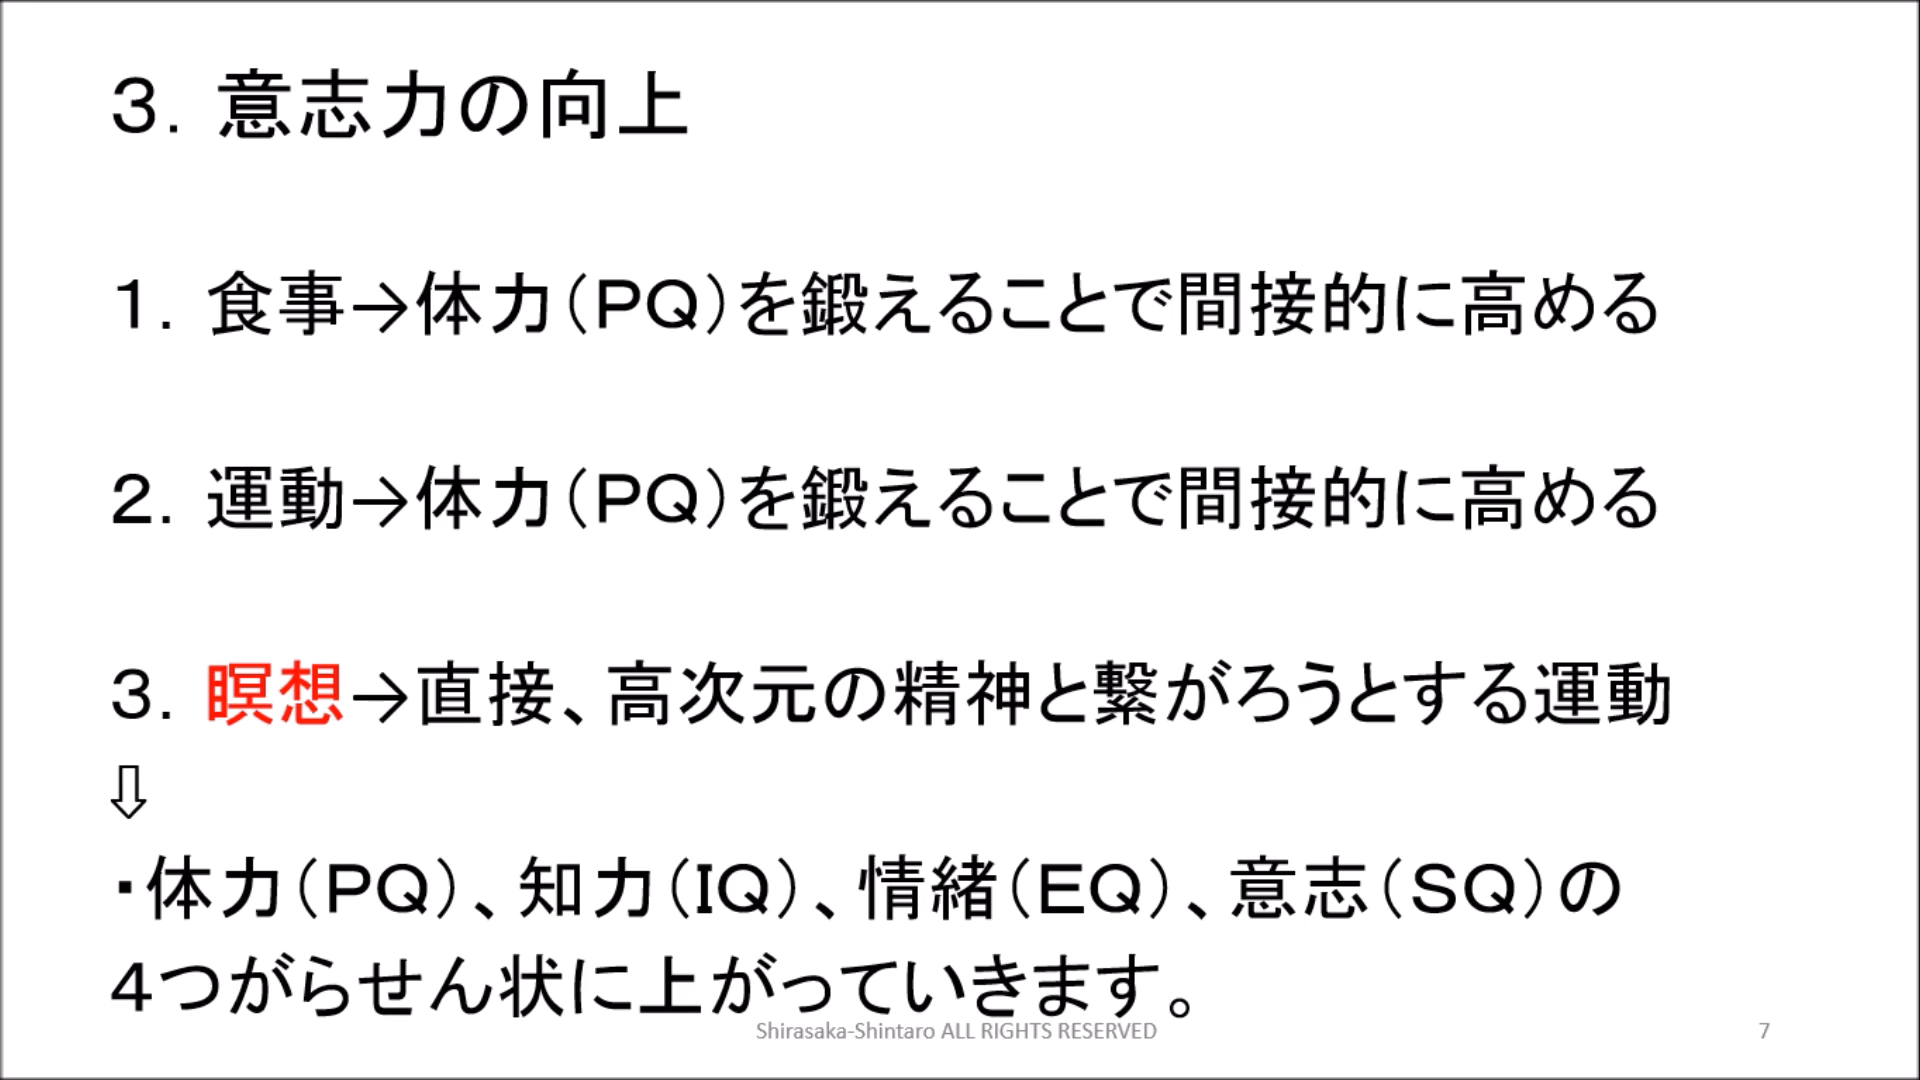 ３．意志力の向上
１．食事→体力（ＰＱ）を鍛えることで間接的に高める
２．運動→体力（ＰＱ）を鍛えることで間接的に高める
３．瞑想→直接、高次元の精神と繋がろうとする運動
⇩
・体力（ＰＱ）、知力（ＩＱ）、情緒（ＥＱ）、意志（ＳＱ）の
４つがらせん状に上がっていきます。
Shirasaka-Shintaro ALL RIGHTS RESERVED
7